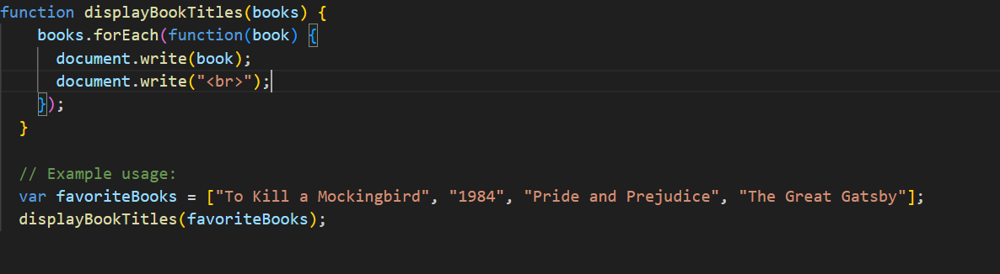 function displayBookTitles(books) {
    books.forEach(function(book) {
      document.write(book);
      document.write("<br>");
    });
  }

  // Example usage:
  var favoriteBooks = ["To Kill a Mockingbird", "1984", "Pride and Prejudice", "The Great Gatsby"];
  displayBookTitles(favoriteBooks);